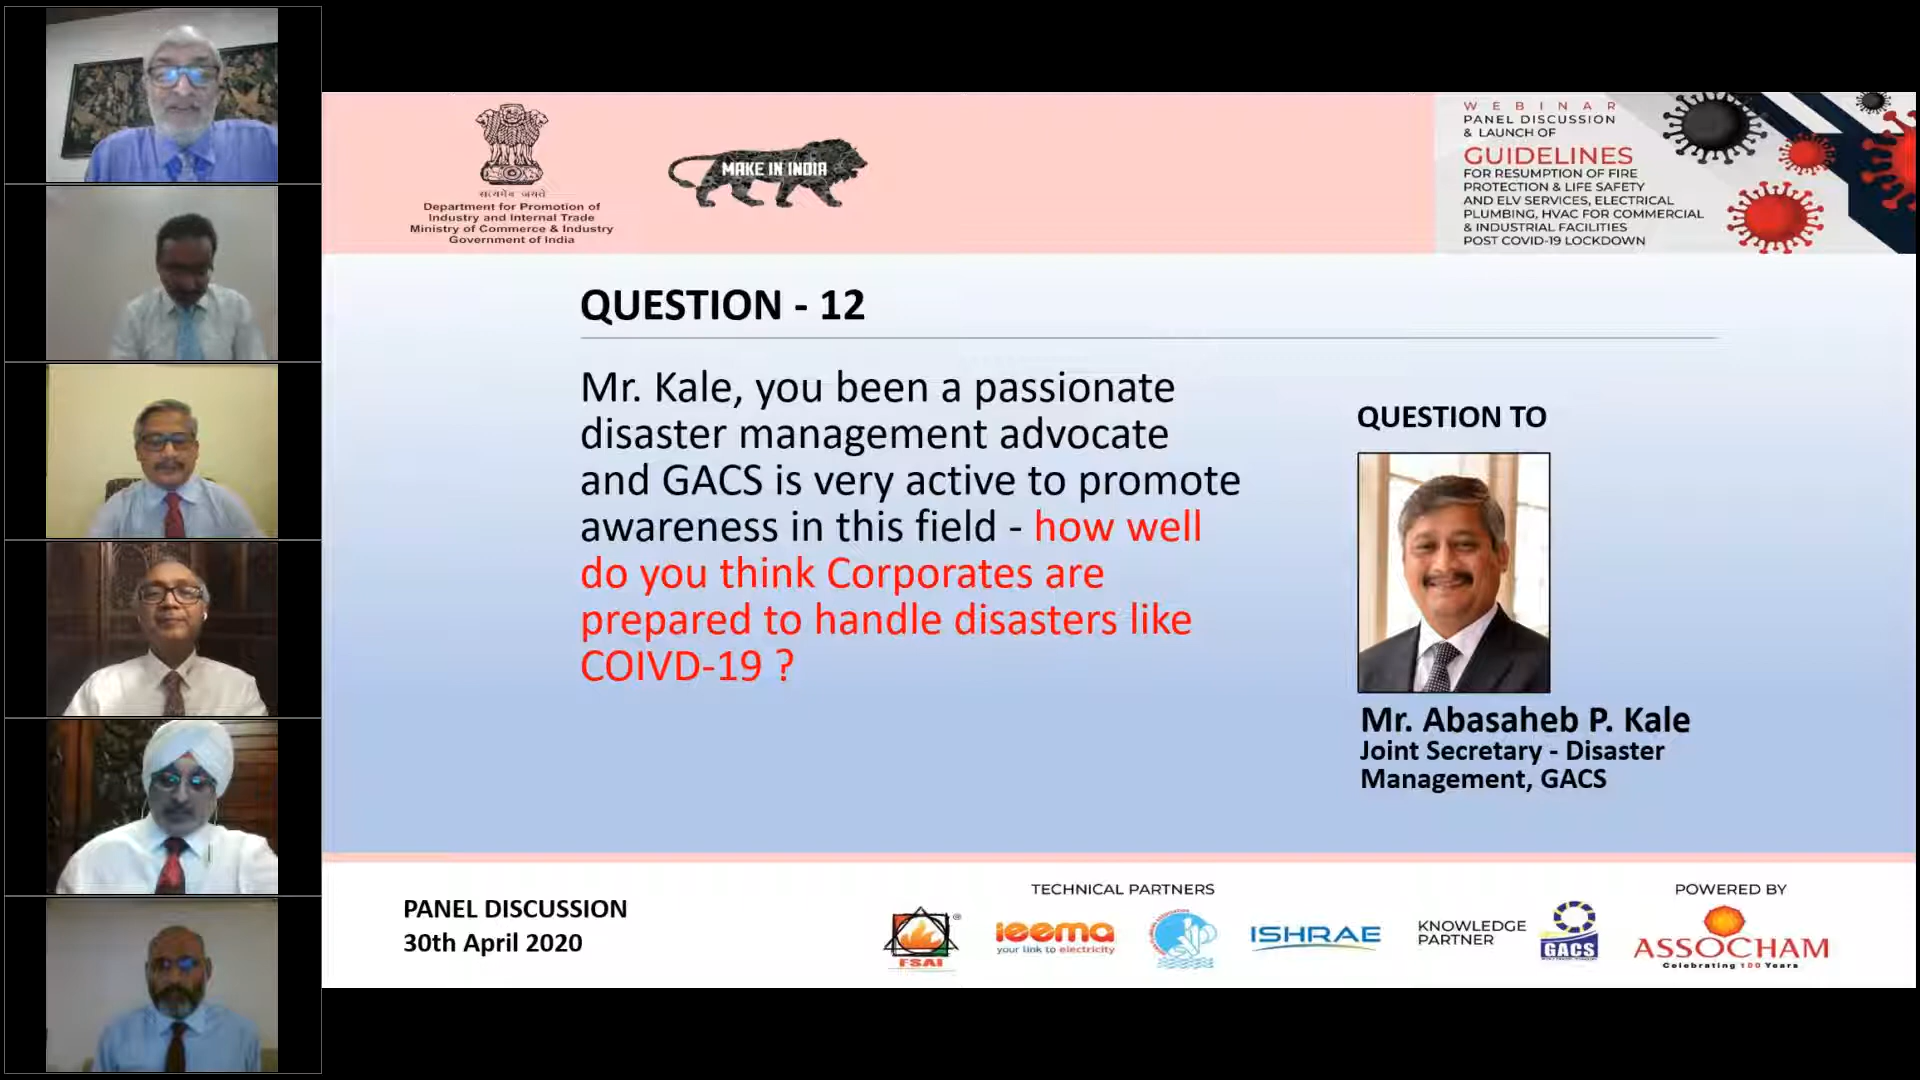 सत्यमेव जयते
Department for Promotion of
Industry and Internal Trade
Ministry of Commerce & Industry
Government of India
MAKE IN INDIA
WEBINAR
PANEL DISCUSSION
& LAUNCH OF
GUIDELINES
FOR RESUMPTION OF FIRE
PROTECTION & LIFE SAFETY
AND ELV SERVICES, ELECTRICAL
PLUMBING, HVAC FOR COMMERCIAL
& INDUSTRIAL FACILITIES
POST COVID-19 LOCKDOWN
QUESTION - 12
Mr. Kale, you been a passionate
disaster management advocate
and GACS is very active to promote
awareness in this field - how well
do you think Corporates are
prepared to handle disasters like
COIVD-19 ?
QUESTION TO
Mr. Abasaheb P. Kale
Joint Secretary - Disaster
Management, GACS
PANEL DISCUSSION
30th April 2020
TECHNICAL PARTNERS
FSAI
ieema
your link to electricity
ISHRAE
KNOWLEDGE
PARTNER
GACS
POWERED BY
ASSOCHAM
Celebrating 100 Years